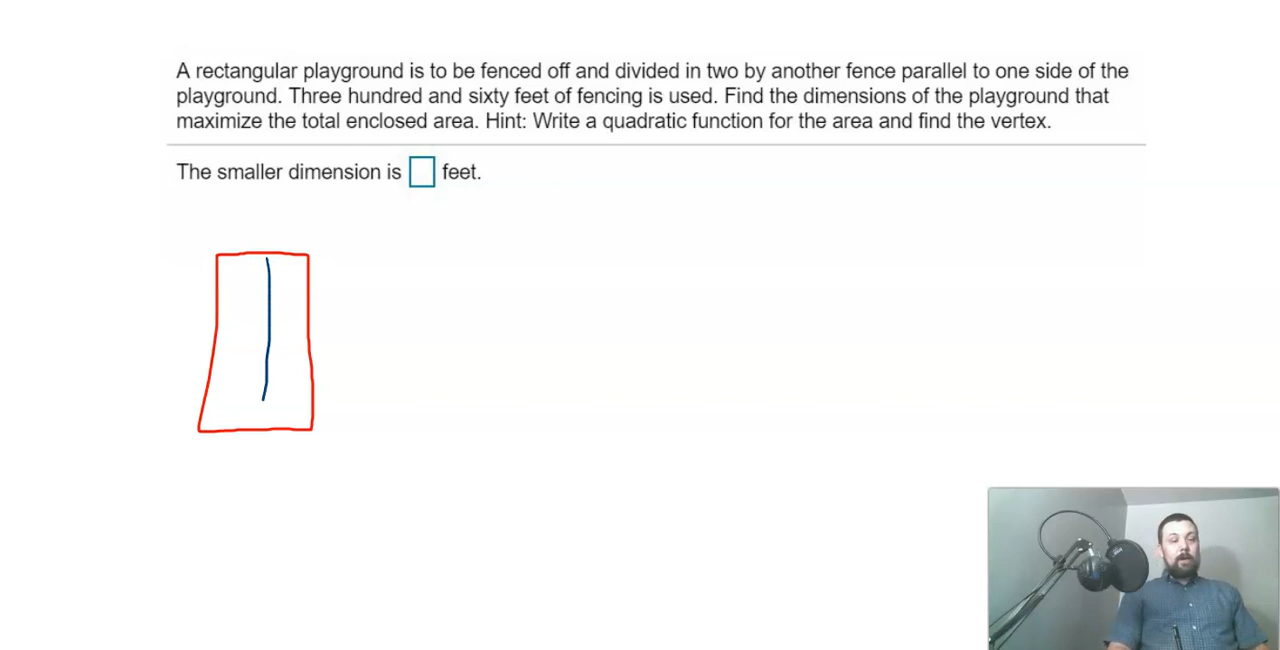 A rectangular playground is to be fenced off and divided in two by another fence parallel to one side of the
playground. Three hundred and sixty feet of fencing is used. Find the dimensions of the playground that
maximize the total enclosed area. Hint: Write a quadratic function for the area and find the vertex.
The smaller dimension is feet.